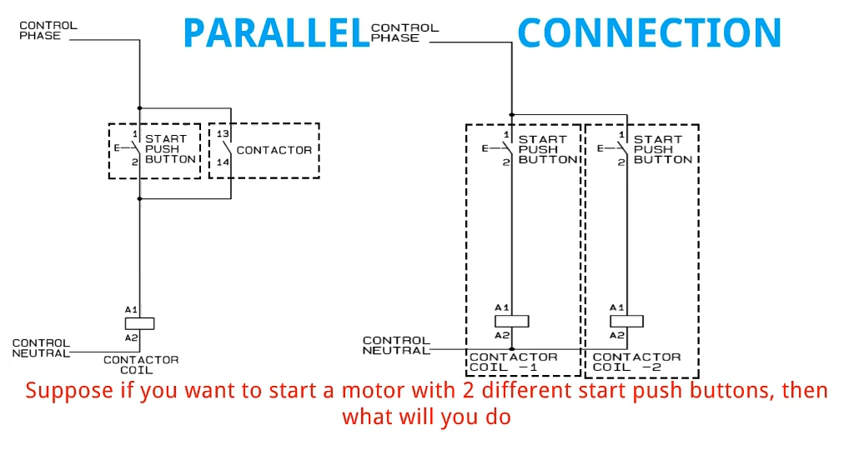 PARALLEL CONNECTION
CONTROL
PHASE
1
START
PUSH
BUTTON
E
2
13
CONTACTOR
14
A1
A2
CONTROL
NEUTRAL
CONTACTOR
COIL
CONTROL
PHASE
1
START
PUSH
BUTTON
E
2
1
START
PUSH
BUTTON
E
2
A1
A2
A1
A2
CONTROL
NEUTRAL
CONTACTOR
COIL -1
CONTACTOR
COIL -2
Suppose if you want to start a motor with 2 different start push buttons, then
what will you do